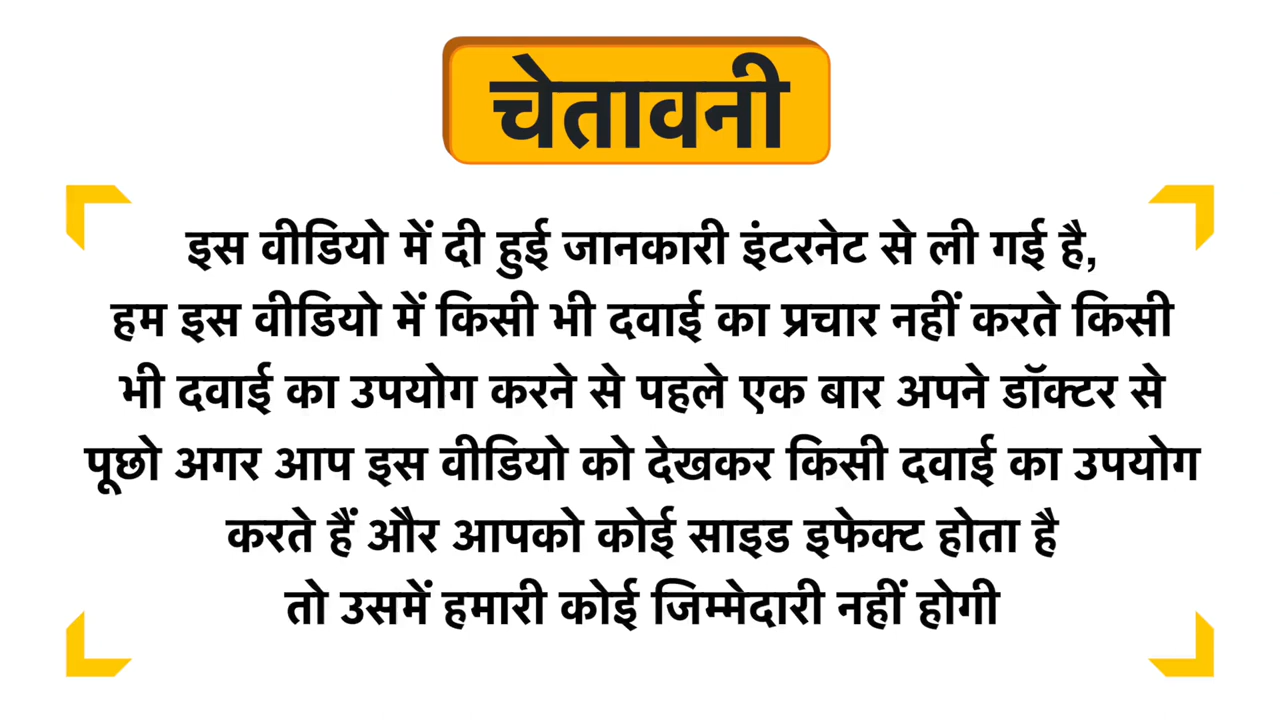 चेतावनी
इस वीडियो में दी हुई जानकारी इंटरनेट से ली गई है,
हम इस वीडियो में किसी भी दवाई का प्रचार नहीं करते किसी
भी दवाई का उपयोग करने से पहले एक बार अपने डॉक्टर से
पूछो अगर आप इस वीडियो को देखकर किसी दवाई का उपयोग
करते हैं और आपको कोई साइड इफेक्ट होता है
तो उसमें हमारी कोई जिम्मेदारी नहीं होगी